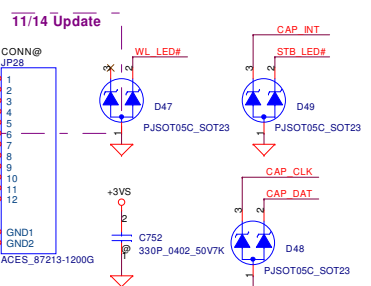 11/14 Update
CONN@
JP28
1
2
3
4
5
6
7
8
9
10
11
12
GND1
GND2
ACES_87213-1200G
WL_LED#
3
2
1
D47
PJSOT05C_SOT23
CAP_INT
STB_LED#
3
2
1
D49
PJSOT05C_SOT23
+3VS
2
C752
@
1
330P_0402_50V7K
CAP_CLK
CAP_DAT
3
2
D48
1
PJSOT05C_SOT23